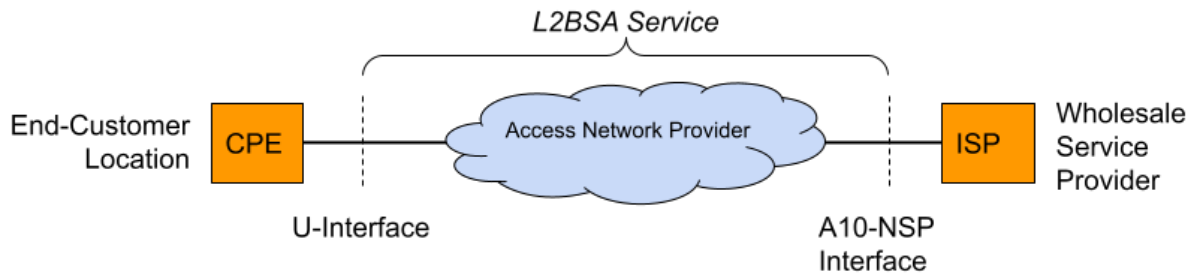 L2BSA Service
End-Customer
Location
CPE
Access Network Provider
ISP
Wholesale
Service
Provider
U-Interface
A10-NSP
Interface